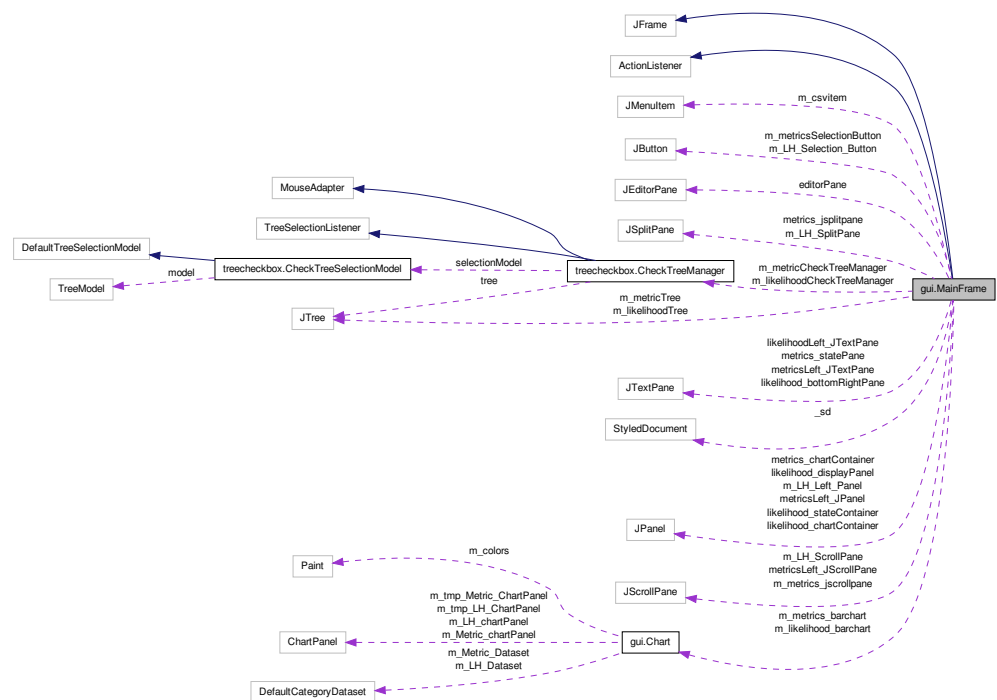 JFrame
ActionListener
JMenuItem
m_csvitem
JButton
m_metricsSelectionButton
m_LH_Selection_Button
MouseAdapter
JEditorPane
editorPane
TreeSelectionListener
JSplitPane
metrics_jsplitpane
m_LH_SplitPane
DefaultTreeSelectionModel
TreeModel
model
treecheckbox.CheckTreeSelectionModel
selectionModel
tree
treecheckbox.CheckTreeManager
m_metricCheckTreeManager
m_likelihoodCheckTreeManager
gui.MainFrame
JTree
m_metricTree
m_likelihoodTree
JTextPane
likelihoodLeft_JTextPane
metrics_statePane
metricsLeft_JTextPane
likelihood_bottomRightPane
StyledDocument
_sd
JPanel
metrics_chartContainer
likelihood_displayPanel
m_LH_Left_Panel
metricsLeft_JPanel
likelihood_stateContainer
likelihood_chartContainer
JScrollPane
m_LH_ScrollPane
metricsLeft_JScrollPane
m_metrics_jscrollpane
Paint
m_colors
ChartPanel
m_tmp_Metric_ChartPanel
m_tmp_LH_ChartPanel
m_LH_chartPanel
m_Metric_chartPanel
gui.Chart
m_metrics_barchart
m_likelihood_barchart
DefaultCategoryDataset
m_Metric_Dataset
m_LH_Dataset